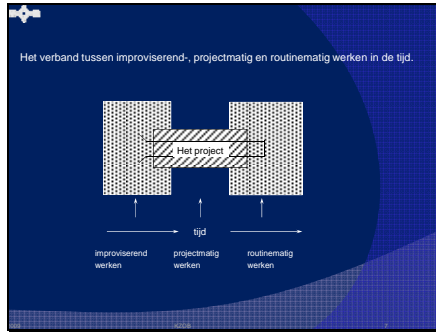 Het verband tussen improviserend-, projectmatig en routinematig werken in de tijd.
Het project
tijd
improviserend projectmatig routinematig
werken werken werken